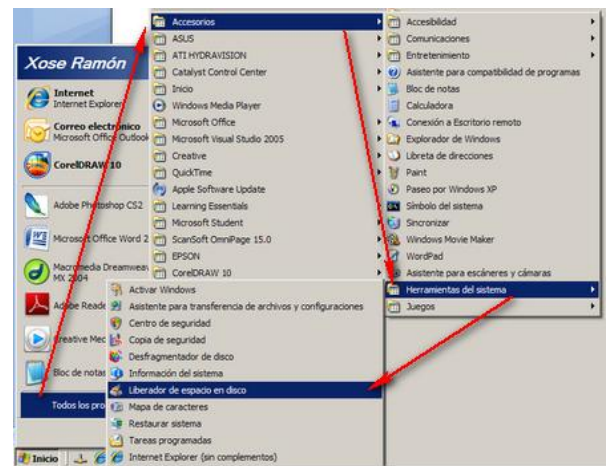 Xose Ramón
Internet
Internet Explorer
Correo electrónico
Microsoft Office Outlook
CorelDRAW 10
Adobe Photoshop CS2
Microsoft Office Word 2
Macromedia Dreamweav
MX 2004
Adobe Reade
Creative Mec
Bloc de notas
Todos los pro
Inicio
Accesorios
ASUS
ATI HYDRAVISION
Catalyst Control Center
Inicio
Windows Media Player
Microsoft Office
Microsoft Visual Studio 2005
Creative
QuickTime
Apple Software Update
Learning Essentials
Microsoft Student
ScanSoft OmniPage 15.0
EPSON
CorelDRAW 10
Accesibilidad
Comunicaciones
Entretenimiento
Asistente para compatibilidad de programas
Bloc de notas
Calculadora
Conexión a Escritorio remoto
Explorador de Windows
Libreta de direcciones
Paint
Paseo por Windows XP
Símbolo del sistema
Sincronizar
Windows Movie Maker
WordPad
Asistente para escáneres y cámaras
Herramientas del sistema
Juegos
Activar Windows
Asistente para transferencia de archivos y configuraciones
Centro de seguridad
Copia de seguridad
Desfragmentador de disco
Información del sistema
Liberador de espacio en disco
Mapa de caracteres
Restaurar sistema
Tareas programadas
Internet Explorer (sin complementos)